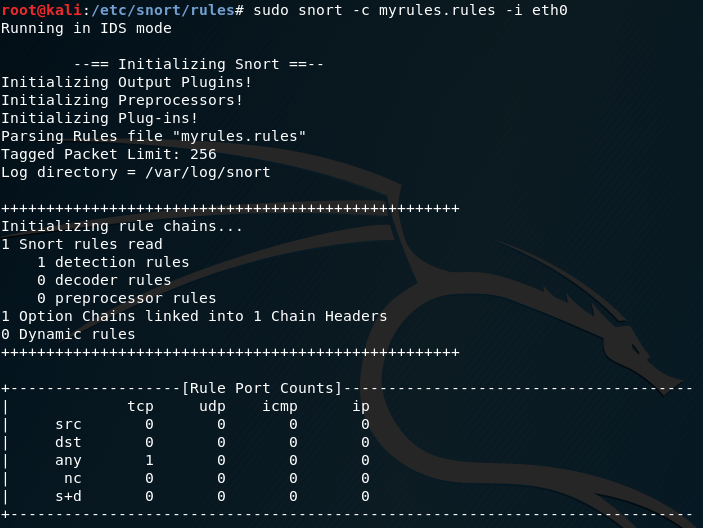 root@kali:/etc/snort/rules# sudo snort -c myrules.rules -i eth0
Running in IDS mode
--== Initializing Snort ==--
Initializing Output Plugins!
Initializing Preprocessors!
Initializing Plug-ins!
Parsing Rules file "myrules.rules"
Tagged Packet Limit: 256
Log directory = /var/log/snort
+++++++++++++++++++++++++++++++++++++++++++++++++++
Initializing rule chains...
1 Snort rules read
    1 detection rules
    0 decoder rules
    0 preprocessor rules
1 Option Chains linked into 1 Chain Headers
0 Dynamic rules
+++++++++++++++++++++++++++++++++++++++++++++++++++
+-------------------[Rule Port Counts]---------------------------------------
|             tcp     udp    icmp      ip
|     src       0       0       0       0
|     dst       0       0       0       0
|     any       1       0       0       0
|      nc       0       0       0       0
|     s+d       0       0       0       0
+----------------------------------------------------------------------------